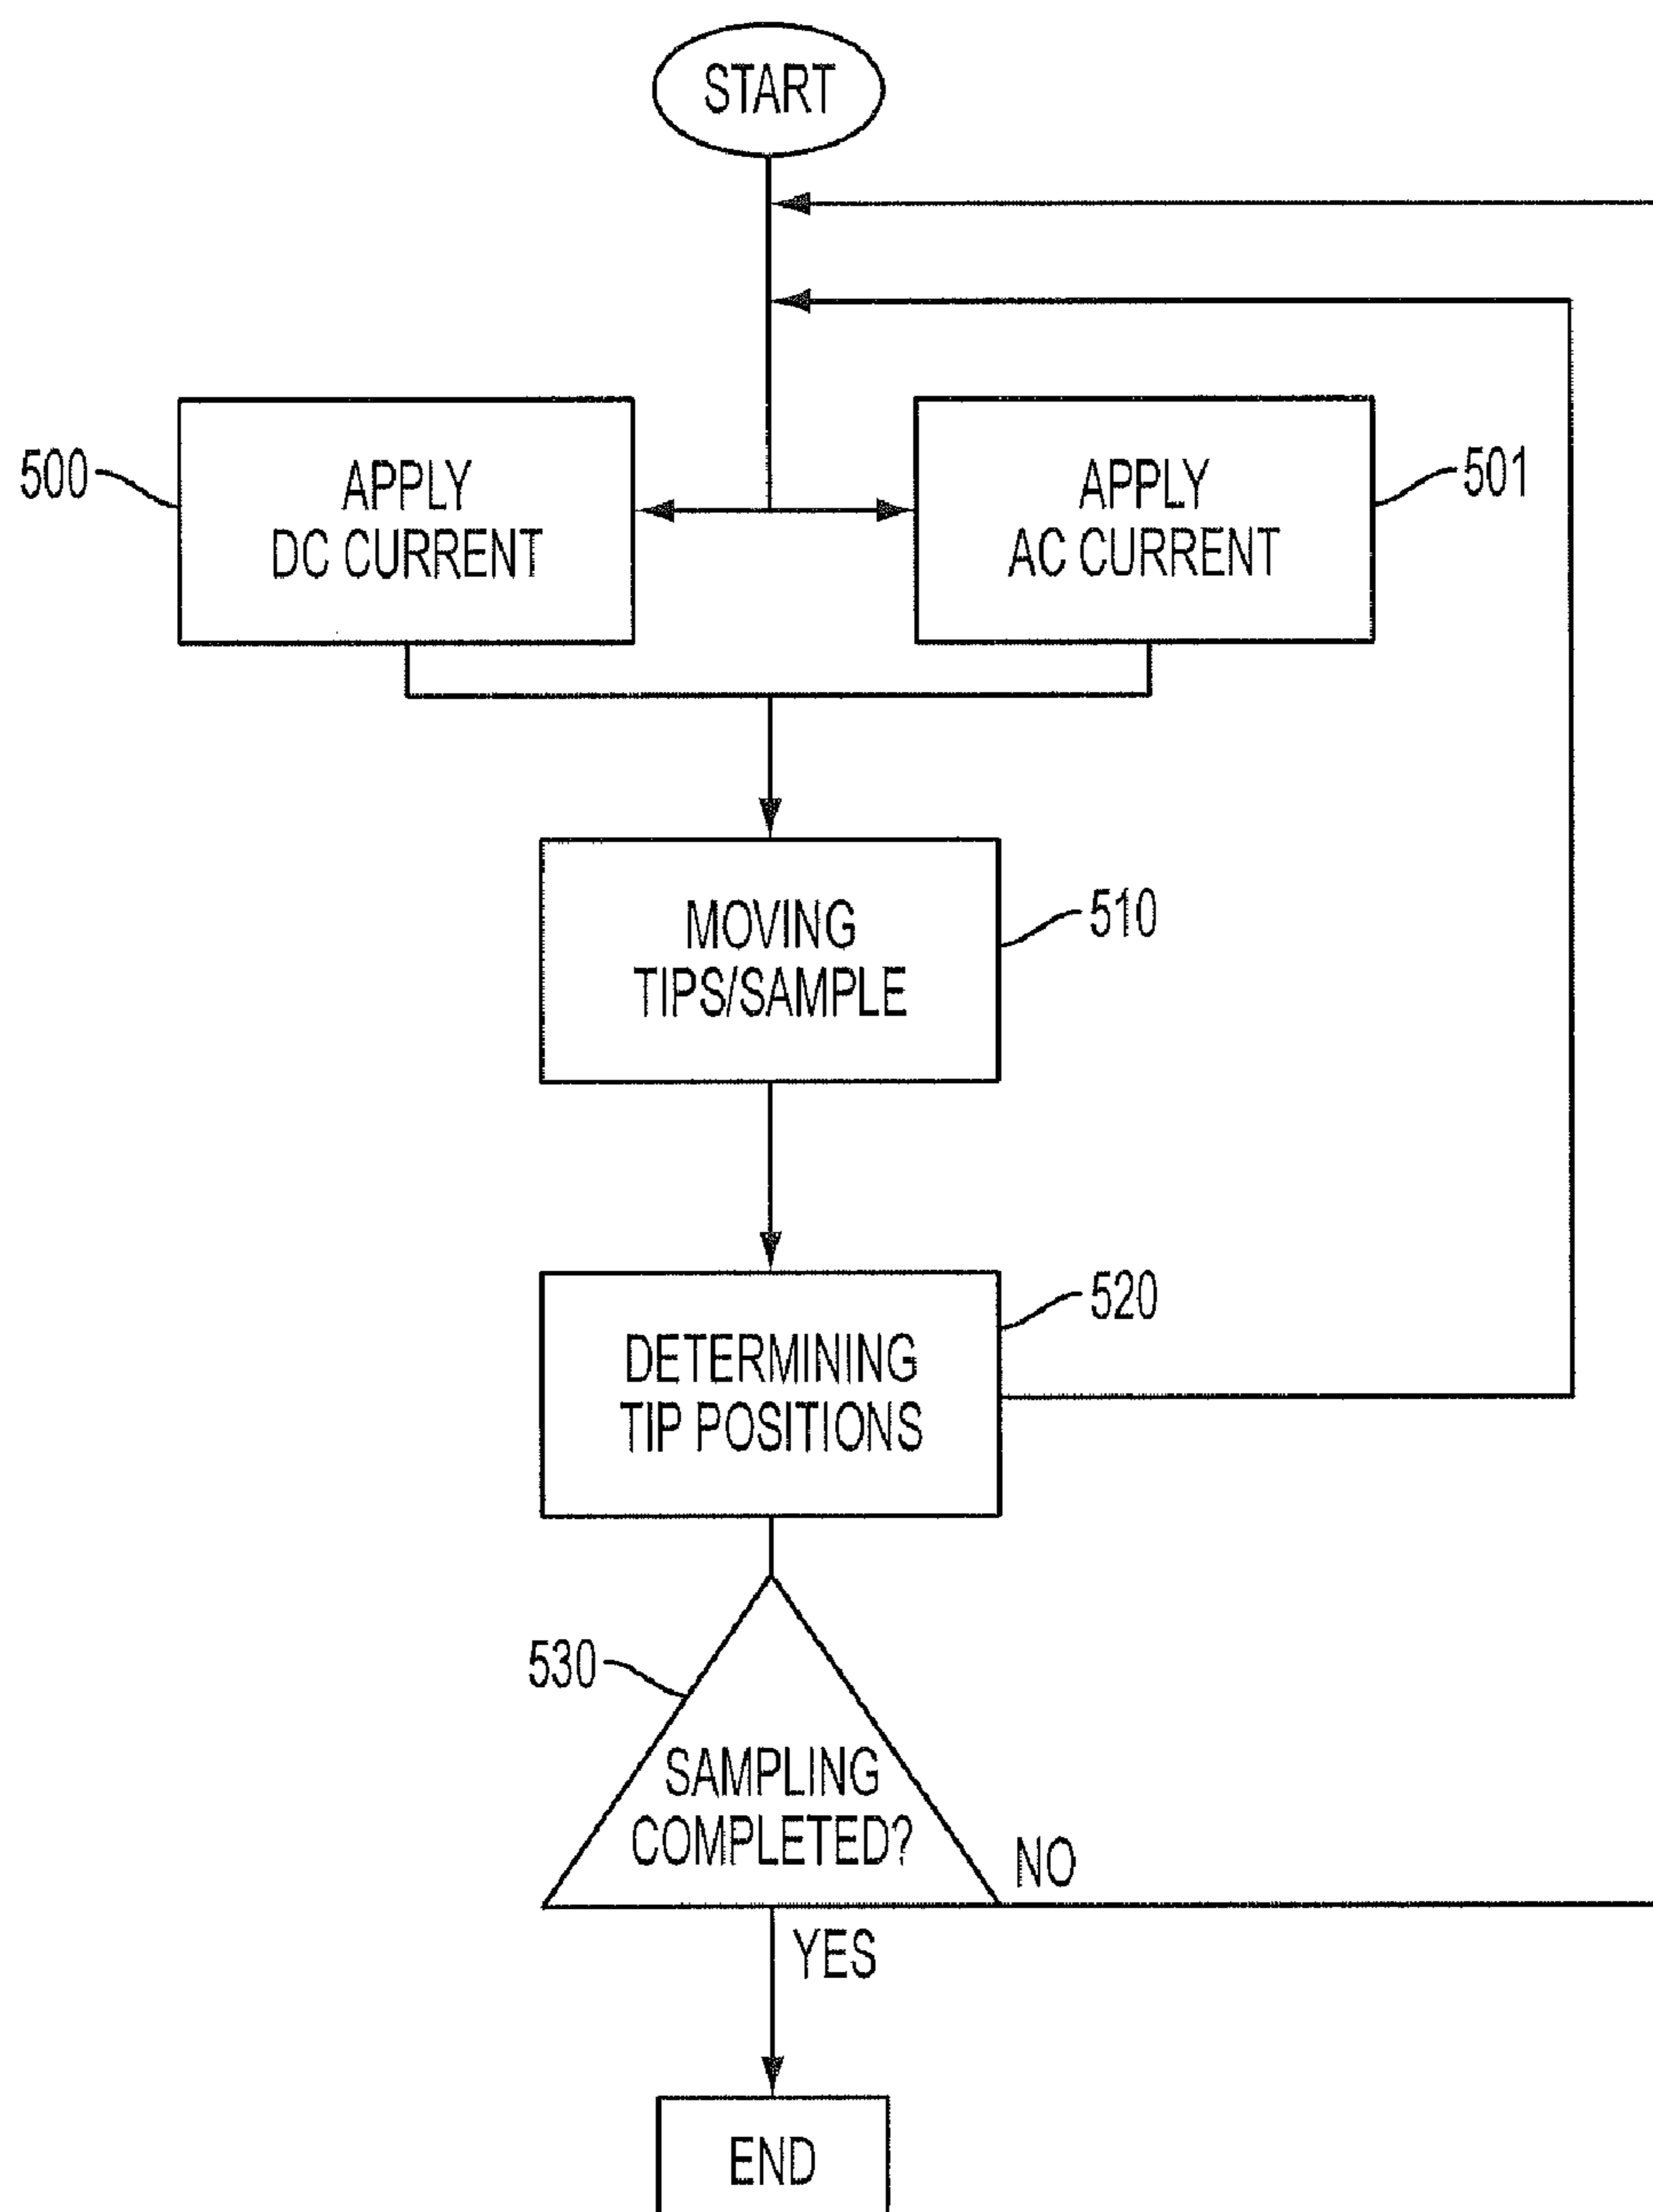 START
500
APPLY
DC CURRENT
APPLY
AC CURRENT
501
MOVING
TIPS/SAMPLE
510
DETERMINING
TIP POSITIONS
520
530
SAMPLING
COMPLETED?
NO
YES
END